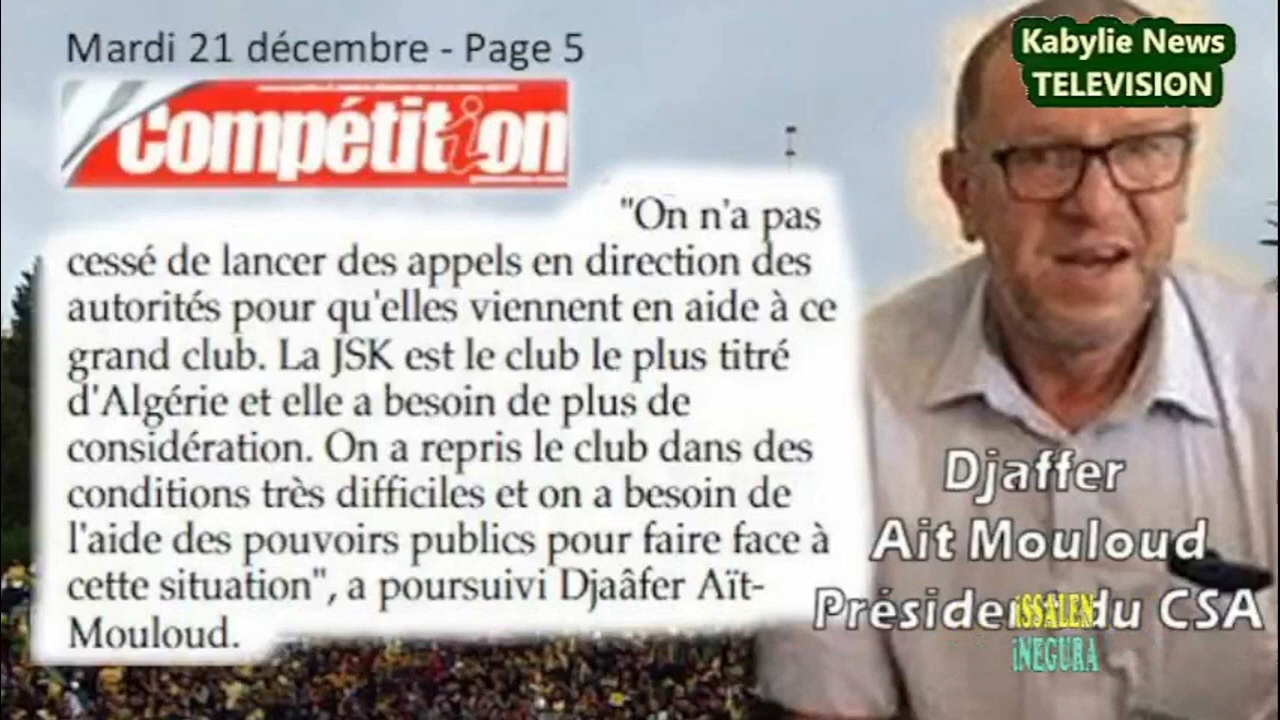 Mardi 21 décembre - Page 5
Kabylie News
TELEVISION
Compétition
"On n'a pas
cessé de lancer des appels en direction des
autorités pour qu'elles viennent en aide à ce
grand club. La JSK est le club le plus titré
d'Algérie et elle a besoin de plus de
considération. On a repris le club dans des
conditions très difficiles et on a besoin de
l'aide des pouvoirs publics pour faire face à
cette situation", a poursuivi Djaâfer Aït-
Mouloud.
Djaffer
Ait Mouloud
Président du CSA
iSSALEN
iNEGURA